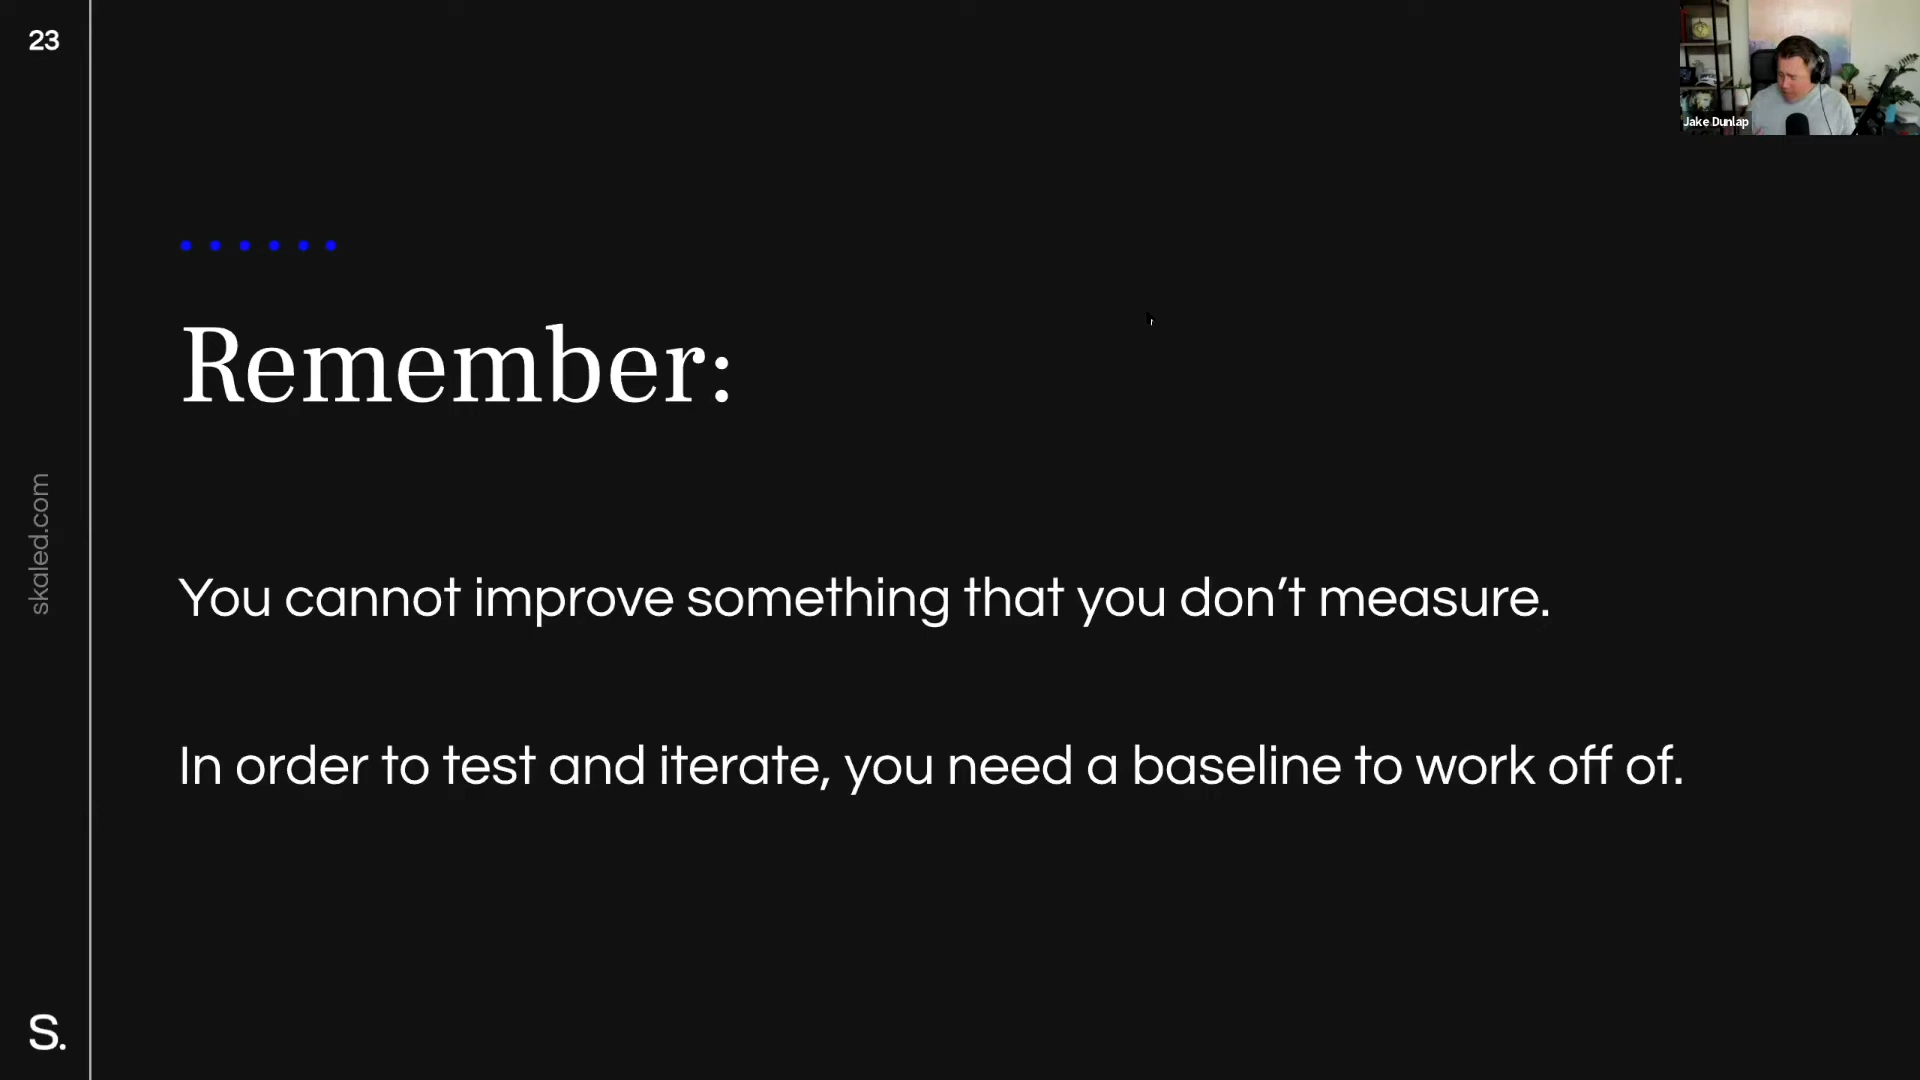 23
Jake Dunlap
Remember:
You cannot improve something that you don’t measure.
In order to test and iterate, you need a baseline to work off of.
skaled.com
S.